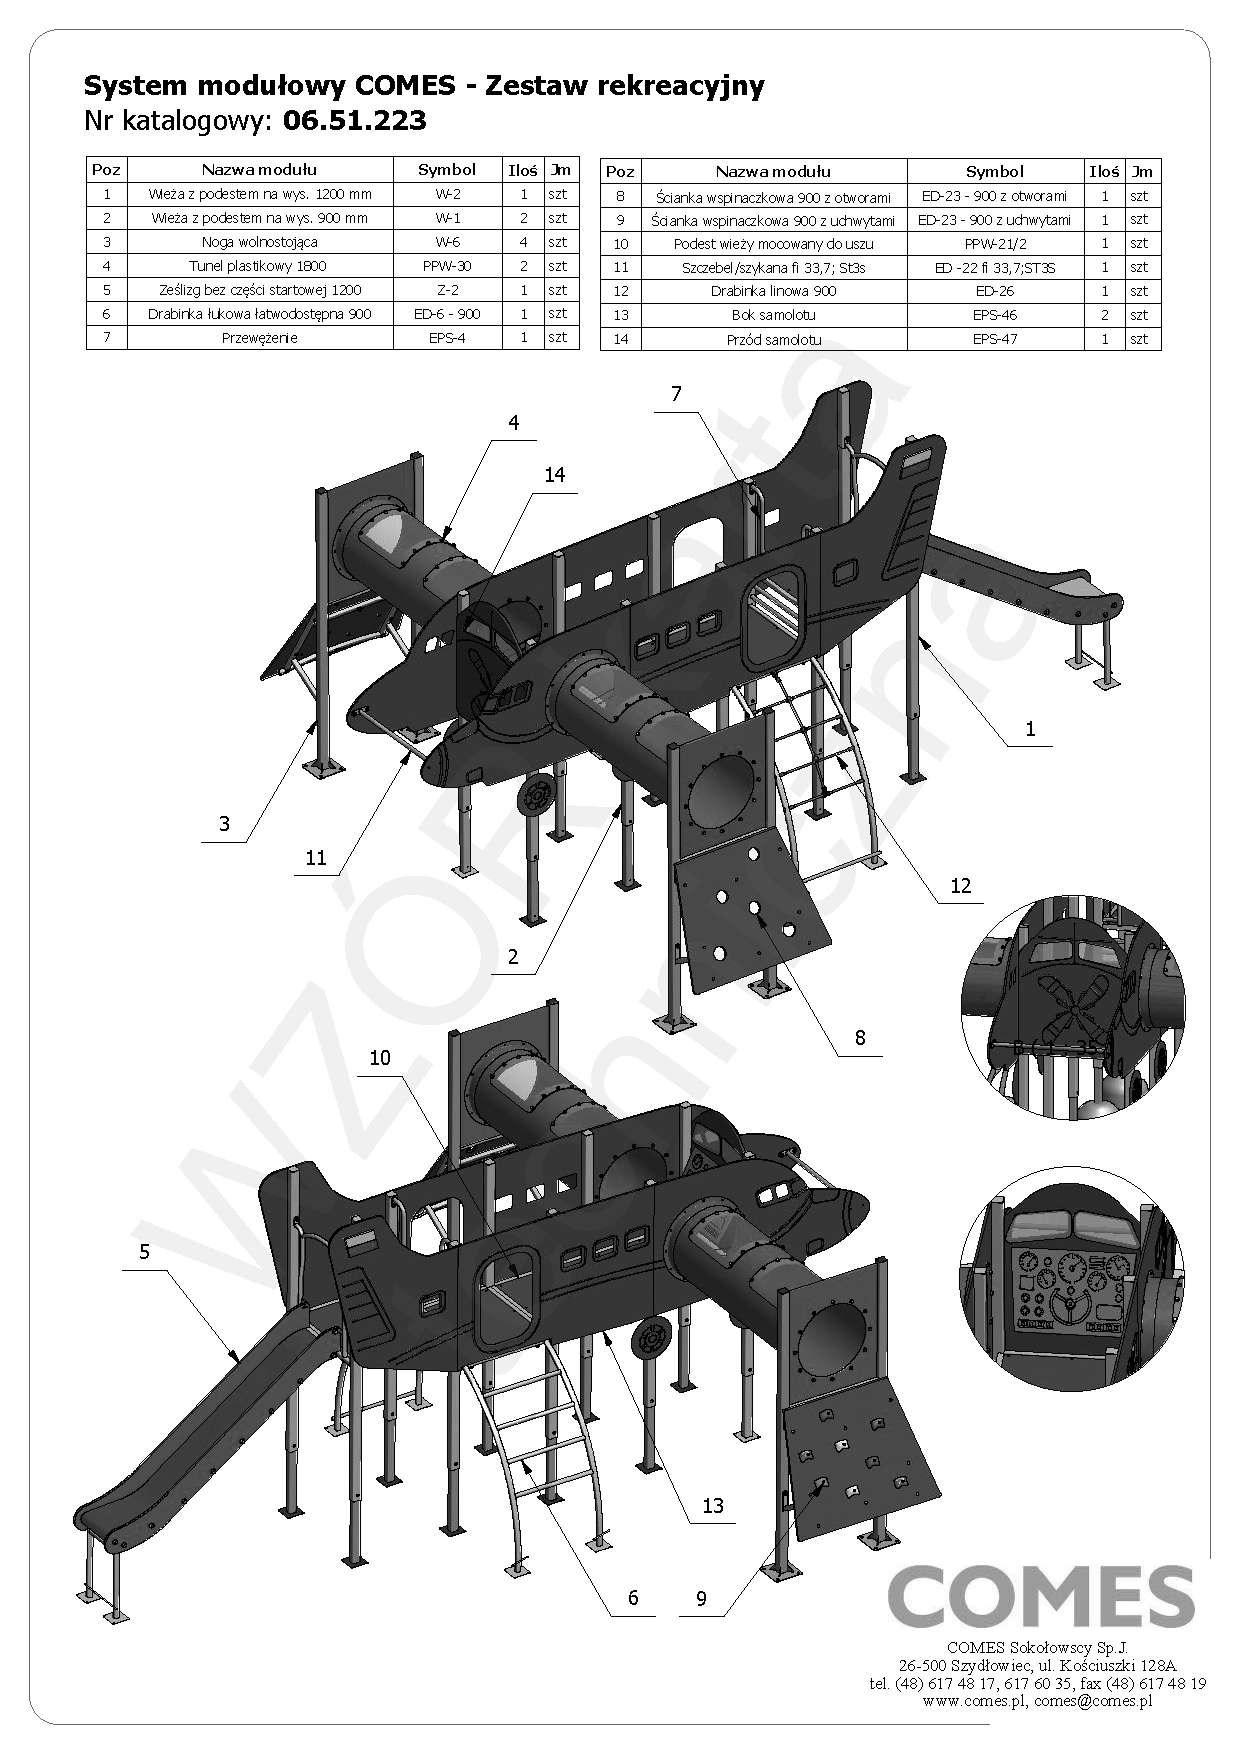 System modułowy COMES - Zestaw rekreacyjny
Nr katalogowy: 06.51.223
Poz Nazwa modułu Symbol Iloś Jm
1 Wieża z podestem na wys. 1200 mm W-2 1 szt
2 Wieża z podestem na wys. 900 mm W-1 2 szt
3 Noga wolnostojąca W-6 4 szt
4 Tunel plastikowy 1800 PPW-30 2 szt
5 Ześlizg bez części startowej 1200 Z-2 1 szt
6 Drabinka łukowa łatwodostępna 900 ED-6 - 900 1 szt
7 Przewężenie EPS-4 1 szt
Poz Nazwa modułu Symbol Iloś Jm
8 Ścianka wspinaczkowa 900 z otworami ED-23 - 900 z otworami 1 szt
9 Ścianka wspinaczkowa 900 z uchwytami ED-23 - 900 z uchwytami 1 szt
10 Podest wieży mocowany do uszu PPW-21/2 1 szt
11 Szczebel/szykana fi 33,7; St3s ED -22 fi 33,7;ST3S 1 szt
12 Drabinka linowa 900 ED-26 1 szt
13 Bok samolotu EPS-46 2 szt
14 Przód samolotu EPS-47 1 szt
7
4
14
1
3
11
12
2
8
10
5
13
6
9
WZÓR
COMES
COMES Sokołowscy Sp.J.
26-500 Szydłowiec, ul. Kościuszki 128A
tel. (48) 617 48 17, 617 60 35, fax (48) 617 48 19
www.comes.pl, comes@comes.pl